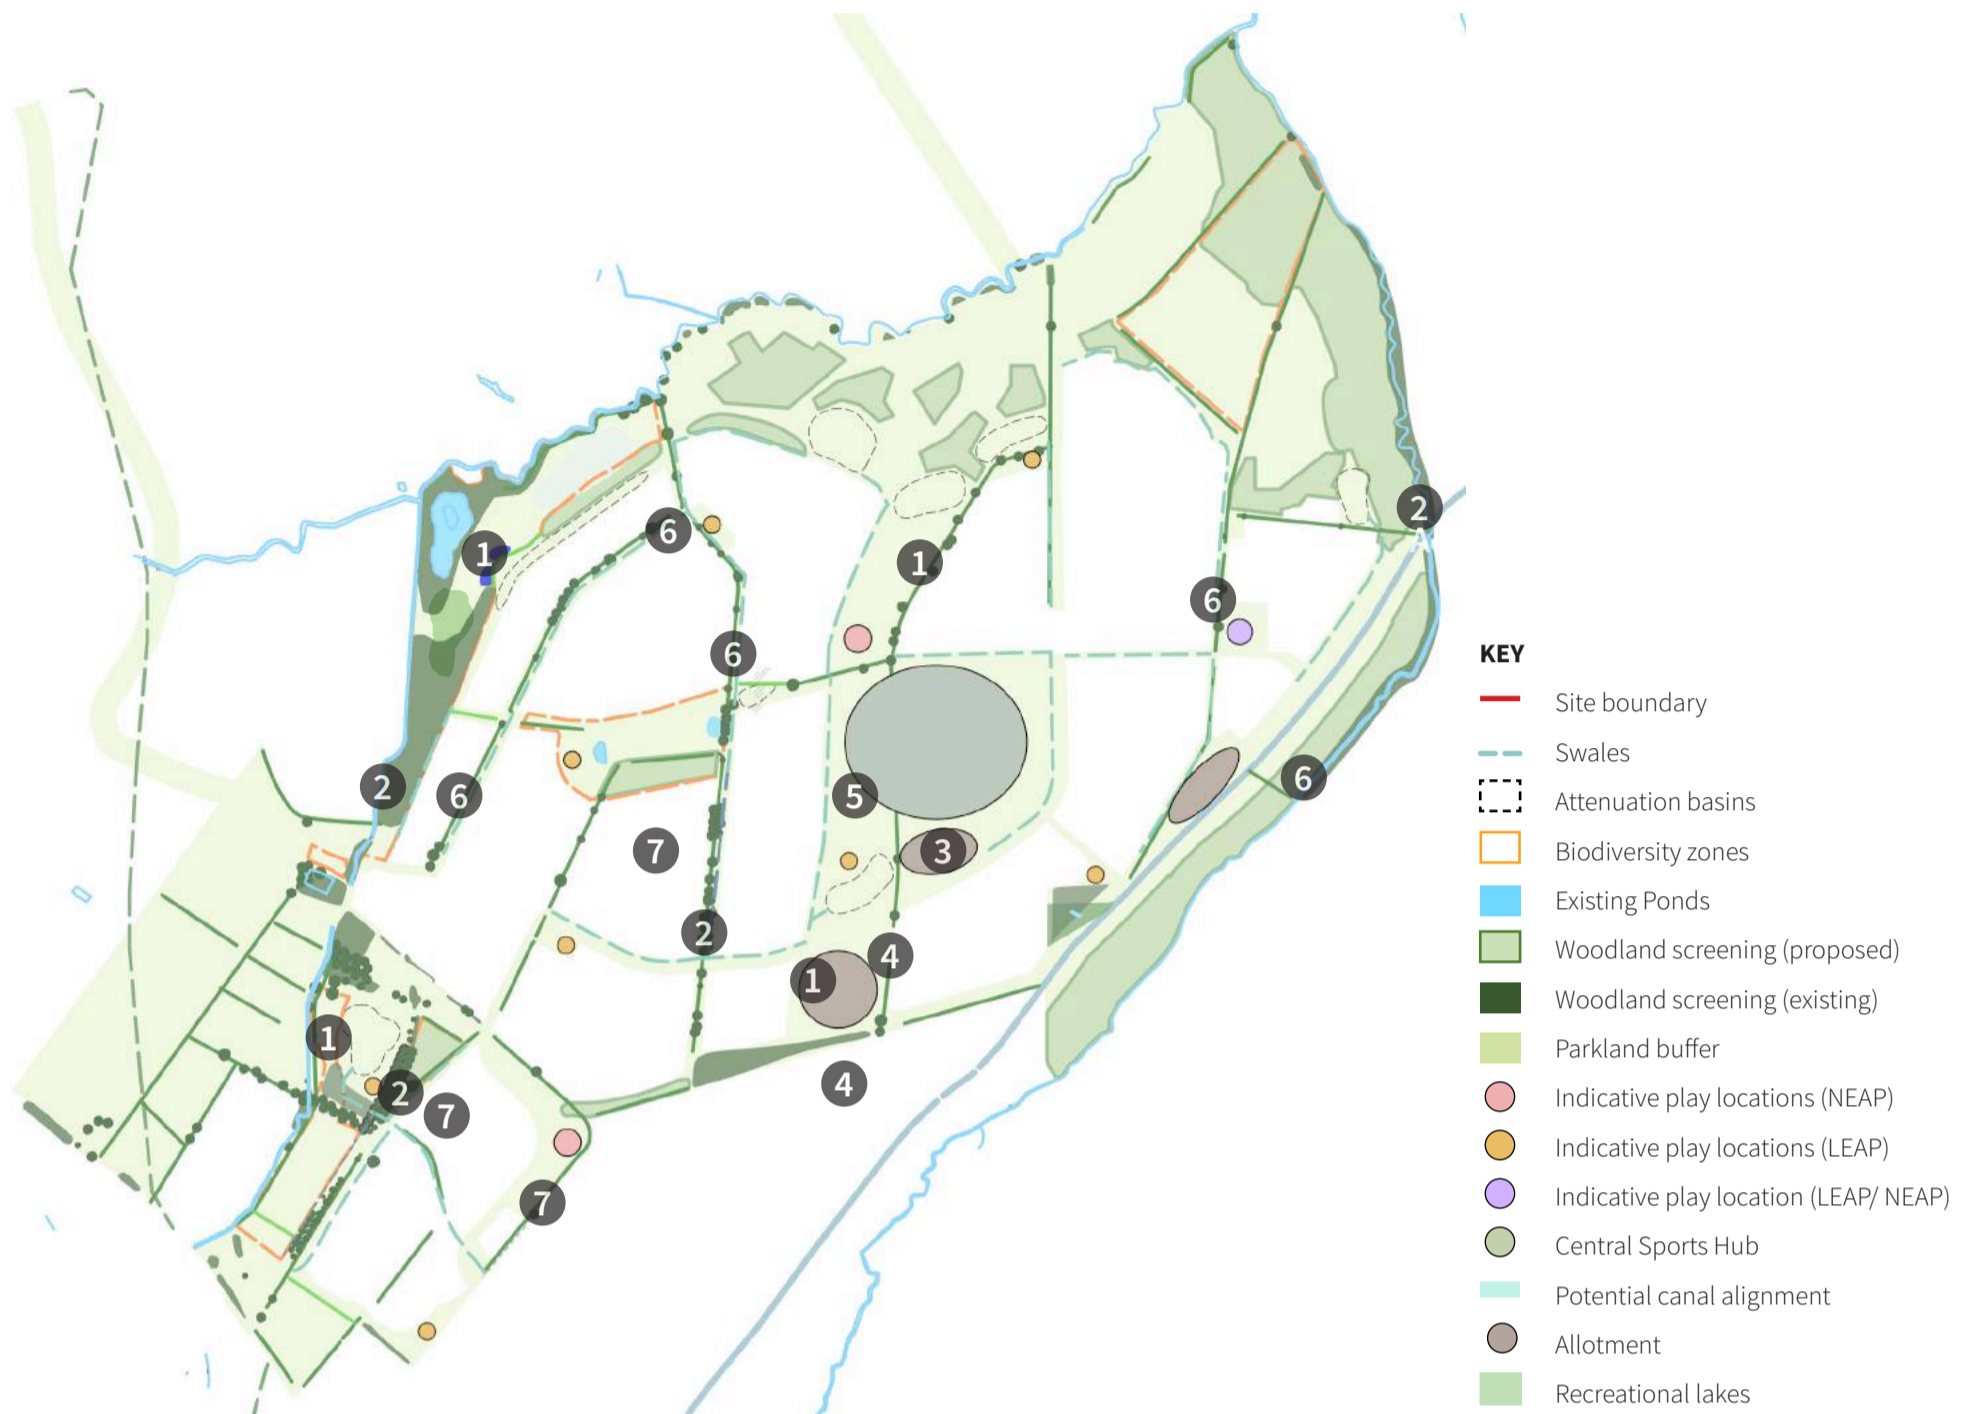 2
A
1
6
1
6
6
6
2
6
6
5
7
3
2
4
1
1
2
7
4
7
KEY
Site boundary
Swales
Attenuation basins
Biodiversity zones
Existing Ponds
Woodland screening (proposed)
Woodland screening (existing)
Parkland buffer
Indicative play locations (NEAP)
Indicative play locations (LEAP)
Indicative play location (LEAP/ NEAP)
Central Sports Hub
Potential canal alignment
Allotment
Recreational lakes